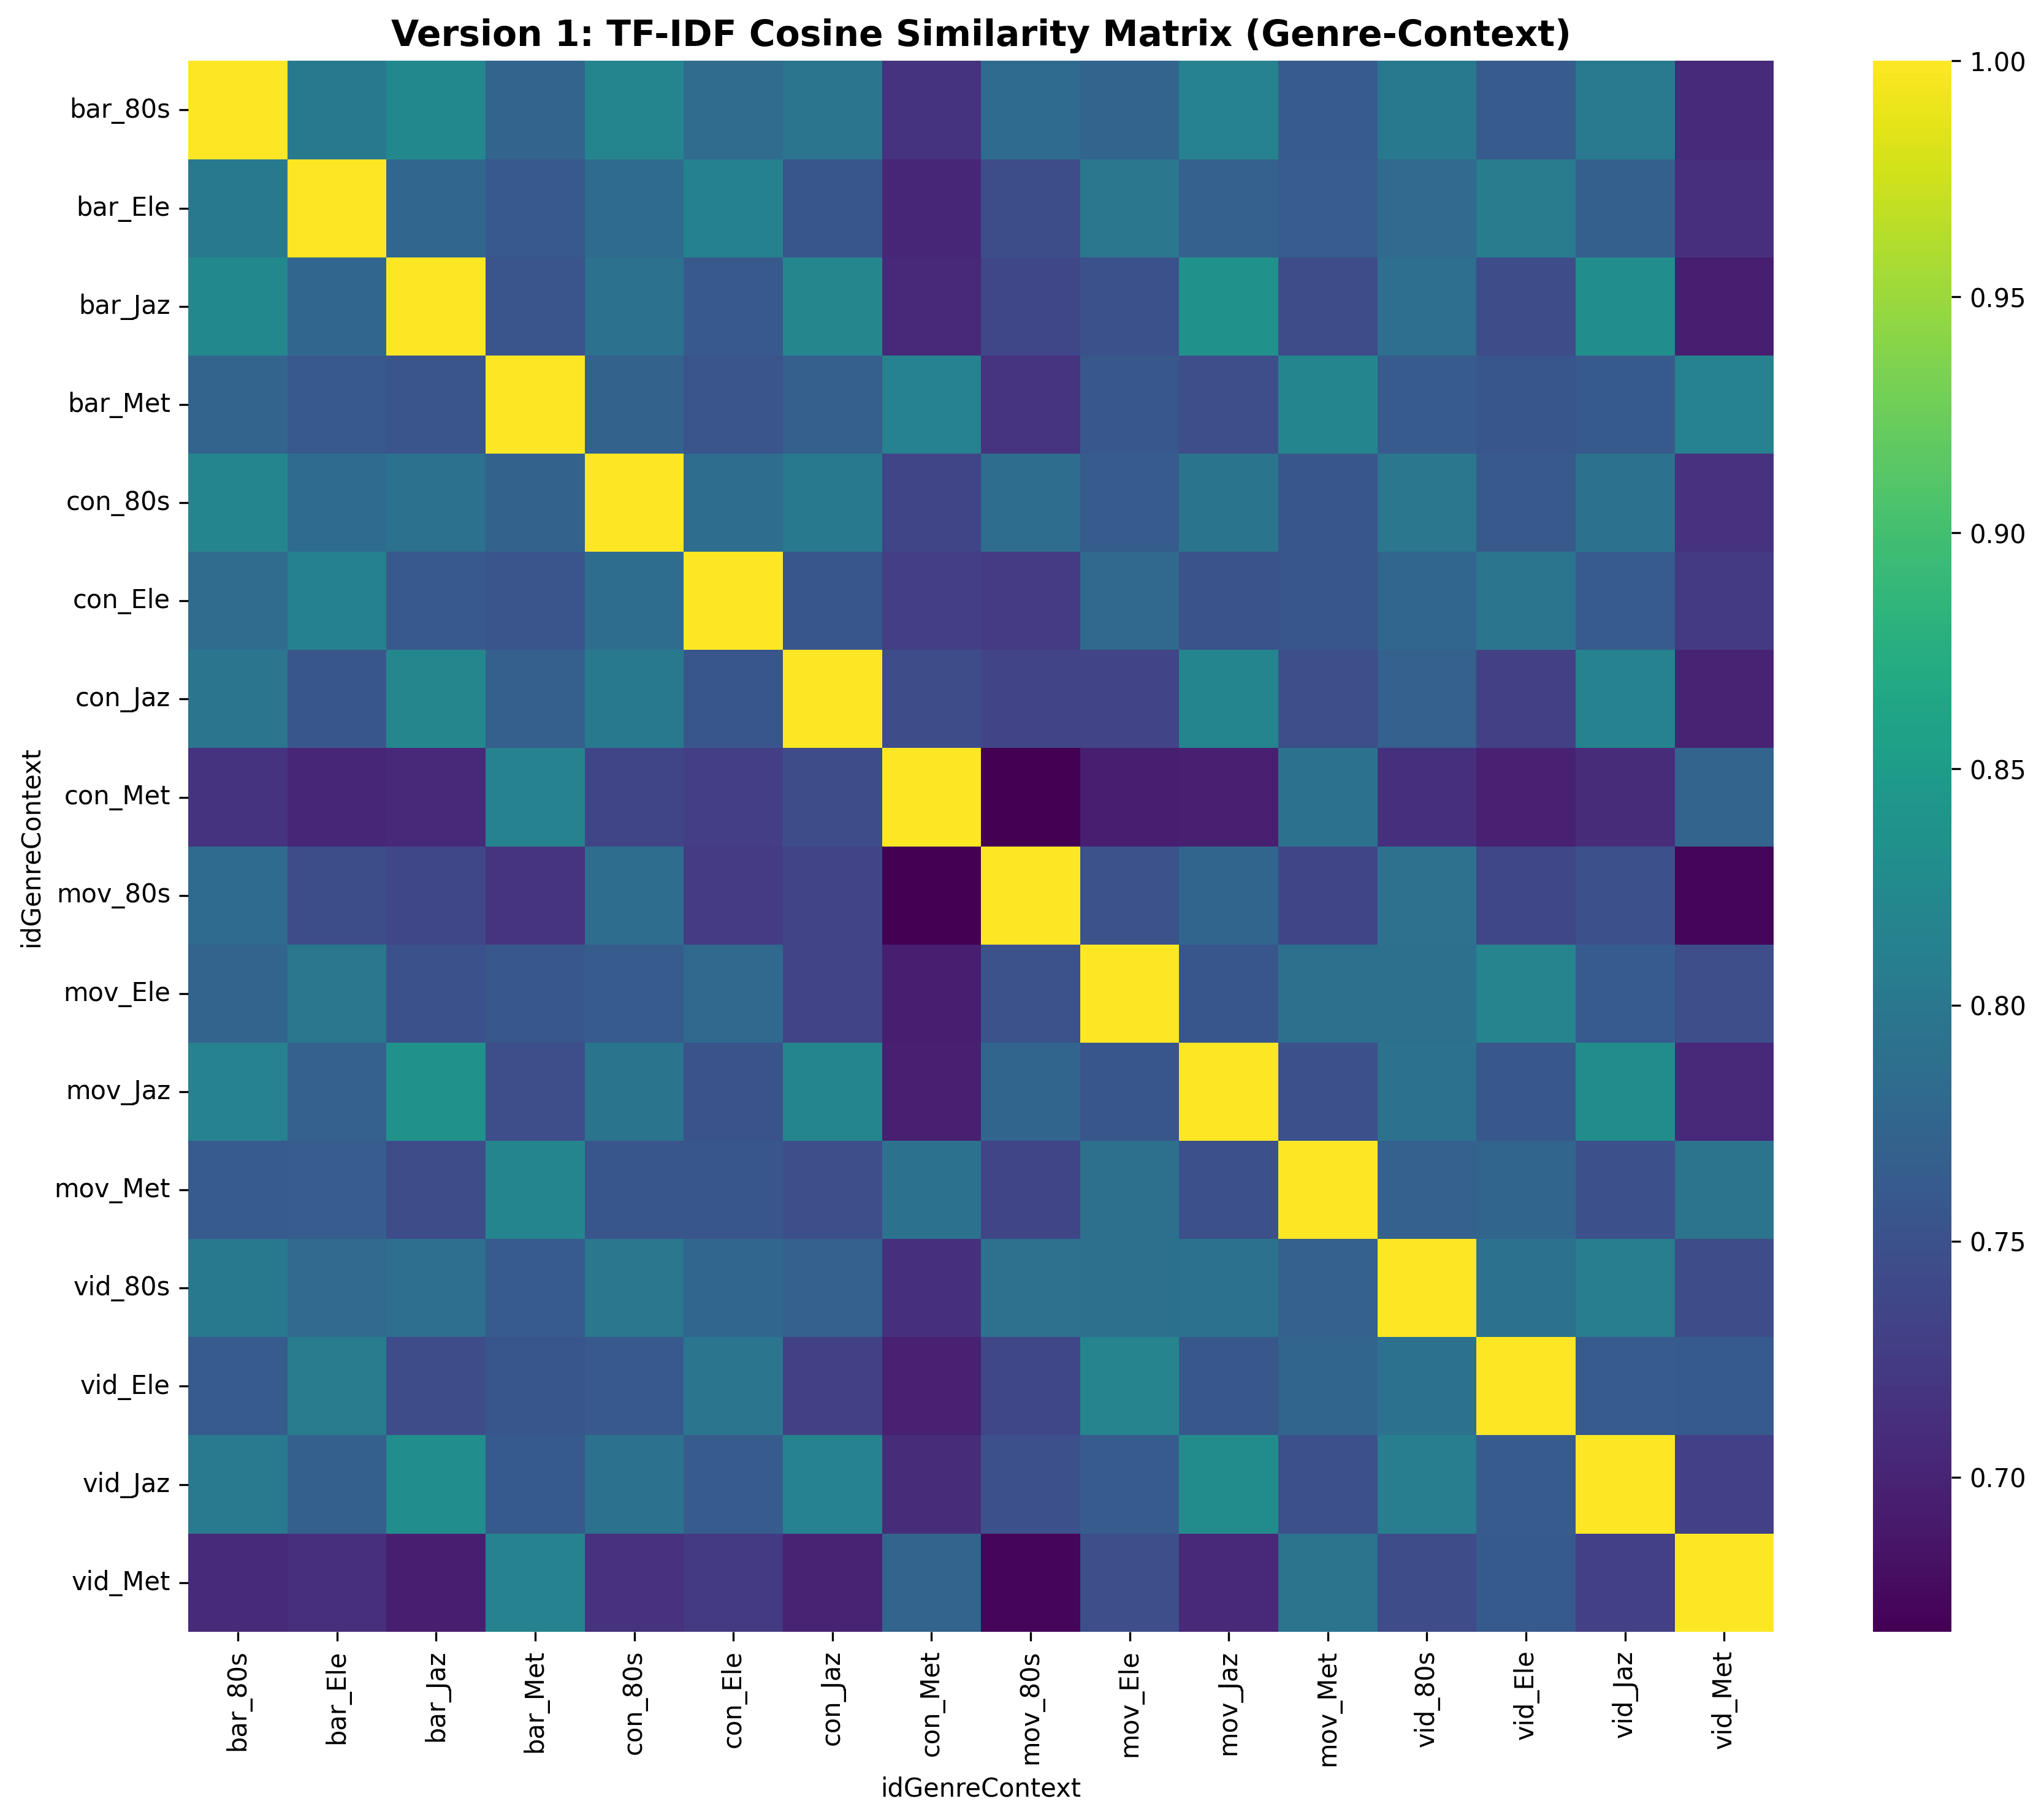 Version 1: TF-IDF Cosine Similarity Matrix (Genre-Context)
idGenreContext
bar_80s
bar_Ele
bar_Jaz
bar_Met
con_80s
con_Ele
con_Jaz
con_Met
mov_80s
mov_Ele
mov_Jaz
mov_Met
vid_80s
vid_Ele
vid_Jaz
vid_Met
bar_80s
bar_Ele
bar_Jaz
bar_Met
con_80s
con_Ele
con_Jaz
con_Met
mov_80s
mov_Ele
mov_Jaz
mov_Met
vid_80s
vid_Ele
vid_Jaz
vid_Met
idGenreContext
1.00
0.95
0.90
0.85
0.80
0.75
0.70